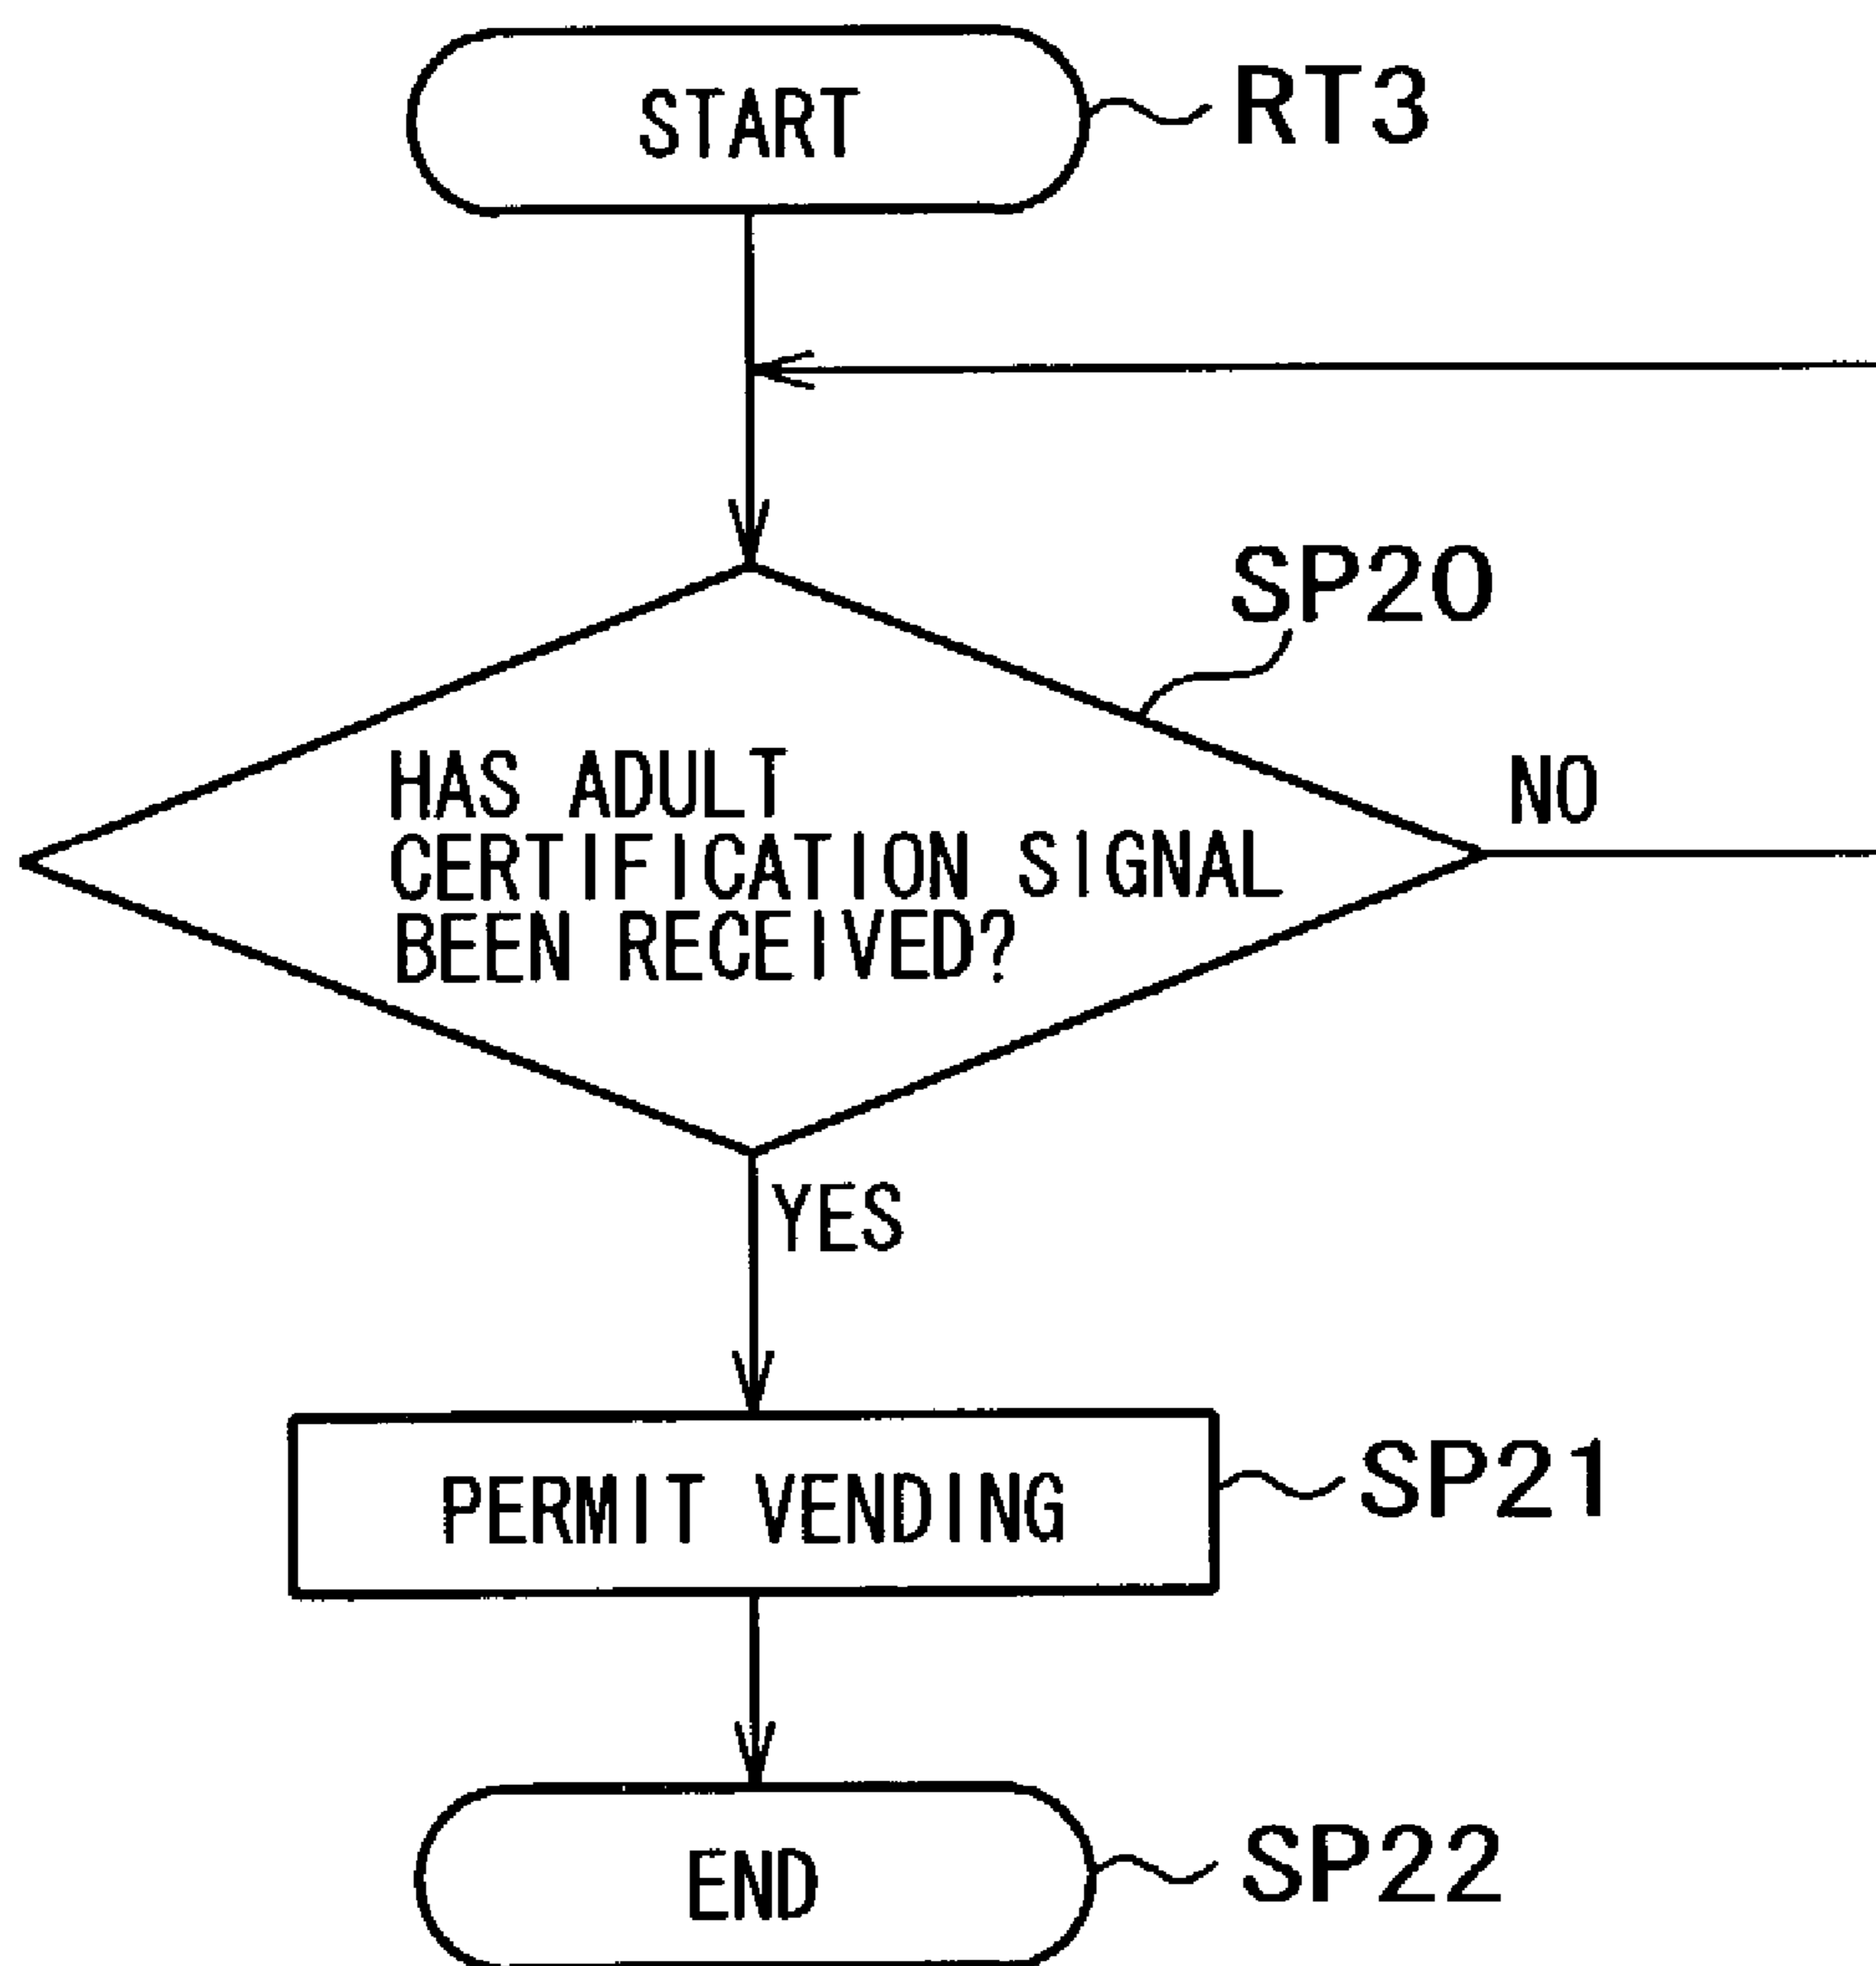 START
RT3
SP20
HAS ADULT
CERTIFICATION SIGNAL
BEEN RECEIVED?
NO
YES
PERMIT VENDING
SP21
END
SP22